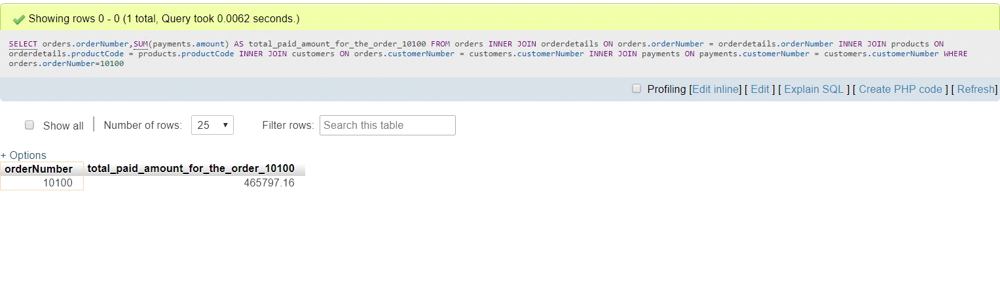 Showing rows 0 - 0 (1 total, Query took 0.0062 seconds.)
SELECT orders.orderNumber,SUM(payments.amount) AS total_paid_amount_for_the_order_10100 FROM orders INNER JOIN orderdetails ON orders.orderNumber = orderdetails.orderNumber INNER JOIN products ON
orderdetails.productCode = products.productCode INNER JOIN customers ON orders.customerNumber = customers.customerNumber INNER JOIN payments ON payments.customerNumber = customers.customerNumber WHERE
orders.orderNumber=10100
Profiling [Edit inline] [ Edit ] [ Explain SQL ] [ Create PHP code ] [ Refresh]
Show all Number of rows: 25 Filter rows: Search this table
+ Options
orderNumber total_paid_amount_for_the_order_10100
10100 465797.16